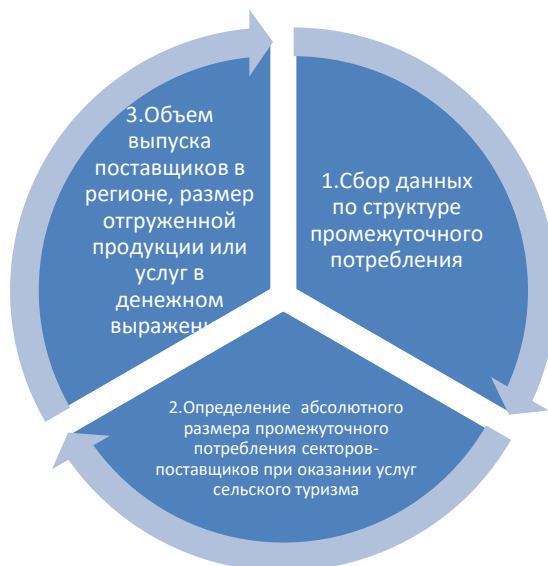 1.Сбор данных
по структуре
промежуточного
потребления
2.Определение абсолютного
размера промежуточного
потребления секторов-
поставщиков при оказании услуг
сельского туризма
3.Объем
выпуска
поставщиков в
регионе, размер
отгруженной
продукции или
услуг в
денежном
выражении